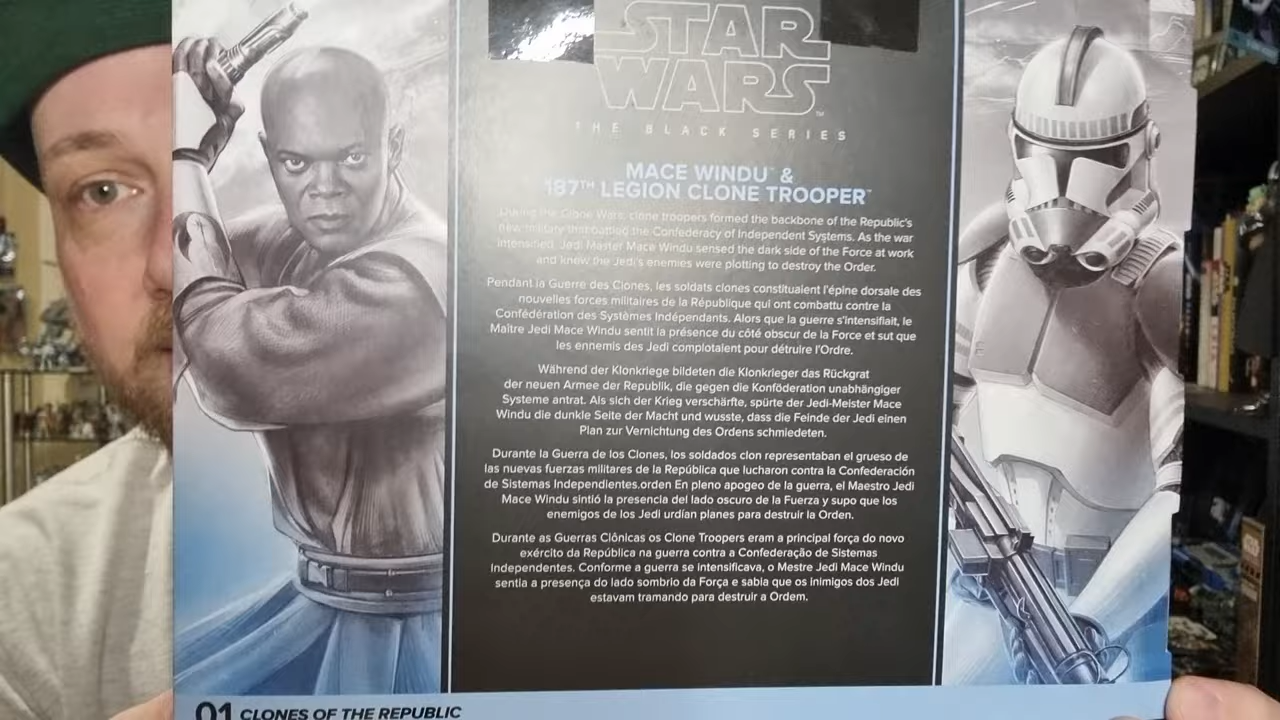 STAR
WARS™
THE BLACK SERIES
MACE WINDU™ &
187TH LEGION CLONE TROOPER™
During the Clone Wars, clone troopers formed the backbone of the Republic's
new military that battled the Confederacy of Independent Systems. As the war
intensified, Jedi Master Mace Windu sensed the dark side of the Force at work
and knew the Jedi's enemies were plotting to destroy the Order.
Pendant la Guerre des Clones, les soldats clones constituaient l'épine dorsale des
nouvelles forces militaires de la République qui ont combattu contre la
Confédération des Systèmes Indépendants. Alors que la guerre s'intensifiait, le
Maître Jedi Mace Windu sentit la présence du côté obscur de la Force et sut que
les ennemis des Jedi complotaient pour détruire l'Ordre.
Während der Klonkriege bildeten die Klonkrieger das Rückgrat
der neuen Armee der Republik, die gegen die Konföderation unabhängiger
Systeme antrat. Als sich der Krieg verschärfte, spürte der Jedi-Meister Mace
Windu die dunkle Seite der Macht und wusste, dass die Feinde der Jedi einen
Plan zur Vernichtung des Ordens schmiedeten.
Durante la Guerra de los Clones, los soldados clon representaban el grueso de
las nuevas fuerzas militares de la República que lucharon contra la Confederación
de Sistemas Independientes.orden En pleno apogeo de la guerra, el Maestro Jedi
Mace Windu sintió la presencia del lado oscuro de la Fuerza y supo que los
enemigos de los Jedi urdían planes para destruir la Orden.
Durante as Guerras Clônicas os Clone Troopers eram a principal força do novo
exército da República na guerra contra a Confederação de Sistemas
Independentes. Conforme a guerra se intensificava, o Mestre Jedi Mace Windu
sentia a presença do lado sombrio da Força e sabia que os inimigos dos Jedi
estavam tramando para destruir a Ordem.
01 CLONES OF THE REPUBLIC